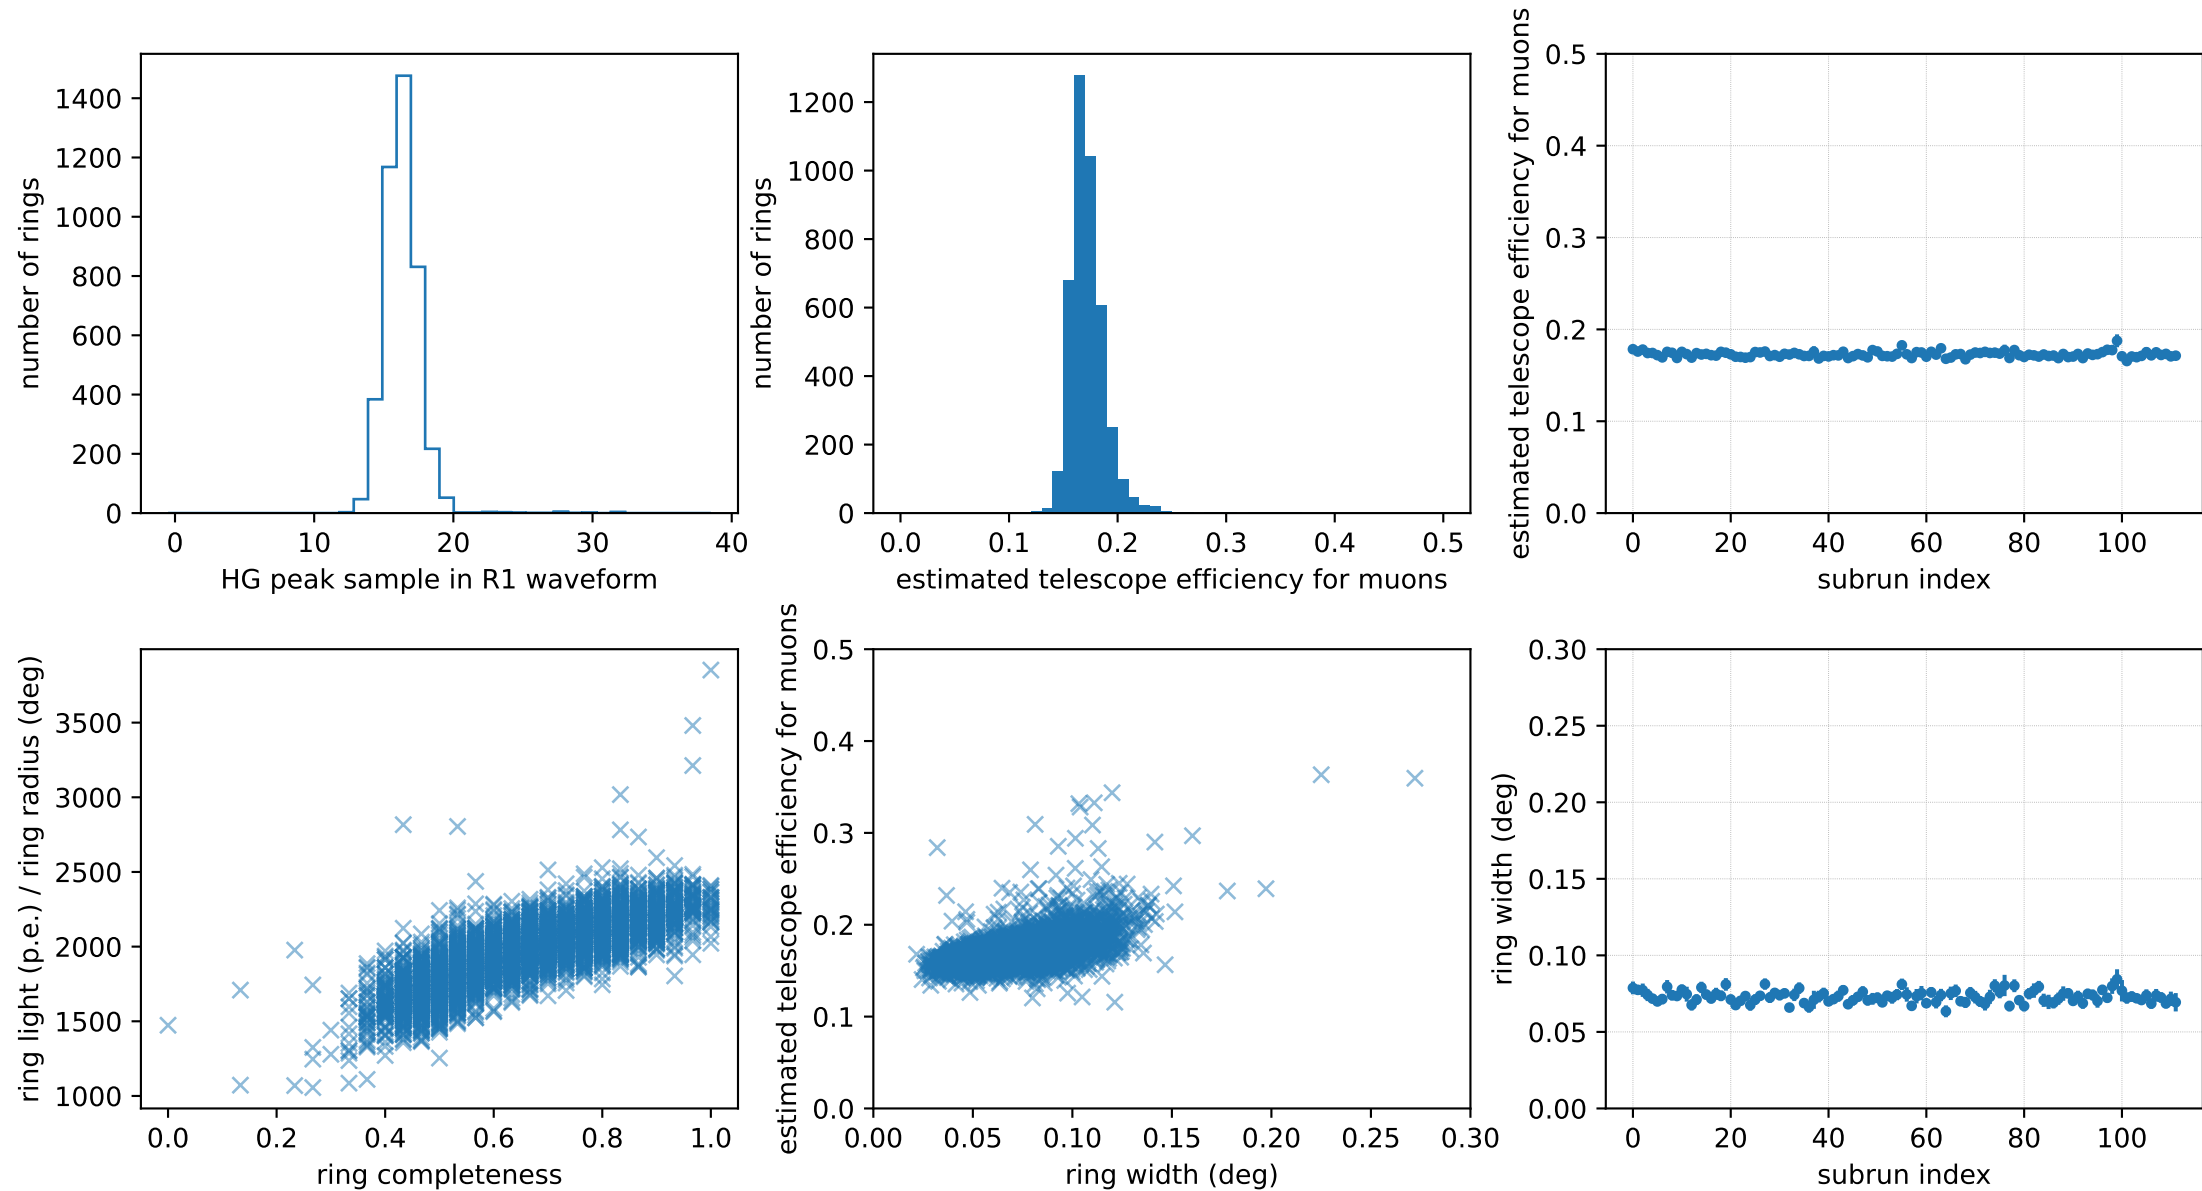 number of rings
1400
1200
1000
800
600
400
200
0
0 10 20 30 40
HG peak sample in R1 waveform
number of rings
1200
1000
800
600
400
200
0
0.0 0.1 0.2 0.3 0.4 0.5
estimated telescope efficiency for muons
estimated telescope efficiency for muons
0.5
0.4
0.3
0.2
0.1
0.0
0 20 40 60 80 100
subrun index
ring light (p.e.) / ring radius (deg)
3500
3000
2500
2000
1500
1000
0.0 0.2 0.4 0.6 0.8 1.0
ring completeness
estimated telescope efficiency for muons
0.5
0.4
0.3
0.2
0.1
0.0
0.00 0.05 0.10 0.15 0.20 0.25 0.30
ring width (deg)
ring width (deg)
0.30
0.25
0.20
0.15
0.10
0.05
0.00
0 20 40 60 80 100
subrun index